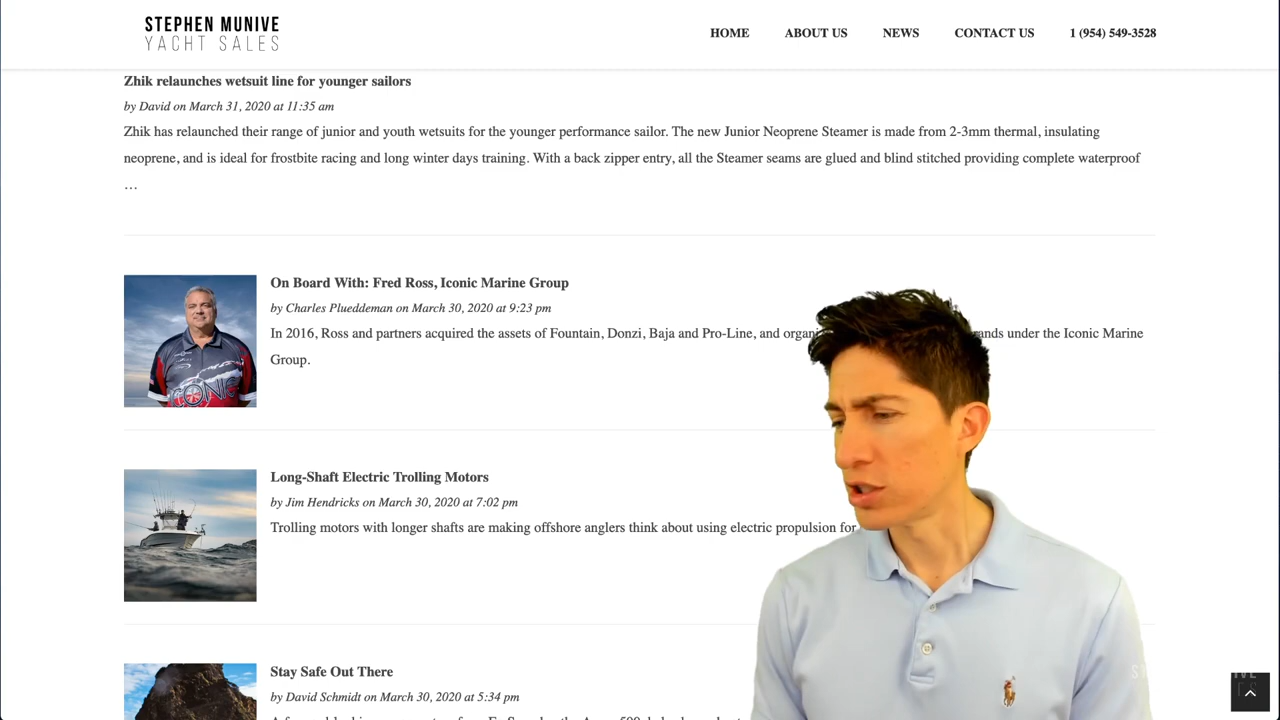 STEPHEN MUNIVE
YACHT SALES
HOME ABOUT US NEWS CONTACT US 1 (954) 549-3528
Zhik relaunches wetsuit line for younger sailors
by David on March 31, 2020 at 11:35 am
Zhik has relaunched their range of junior and youth wetsuits for the younger performance sailor. The new Junior Neoprene Steamer is made from 2-3mm thermal, insulating
neoprene, and is ideal for frostbite racing and long winter days training. With a back zipper entry, all the Steamer seams are glued and blind stitched providing complete waterproof
…
On Board With: Fred Ross, Iconic Marine Group
by Charles Plueddeman on March 30, 2020 at 9:23 pm
In 2016, Ross and partners acquired the assets of Fountain, Donzi, Baja and Pro-Line, and under the Iconic Marine
Group.
Long-Shaft Electric Trolling Motors
by Jim Hendricks on March 30, 2020 at 7:02 pm
Trolling motors with longer shafts are making offshore anglers think about using electric propulsion for
Stay Safe Out There
by David Schmidt on March 30, 2020 at 5:34 pm